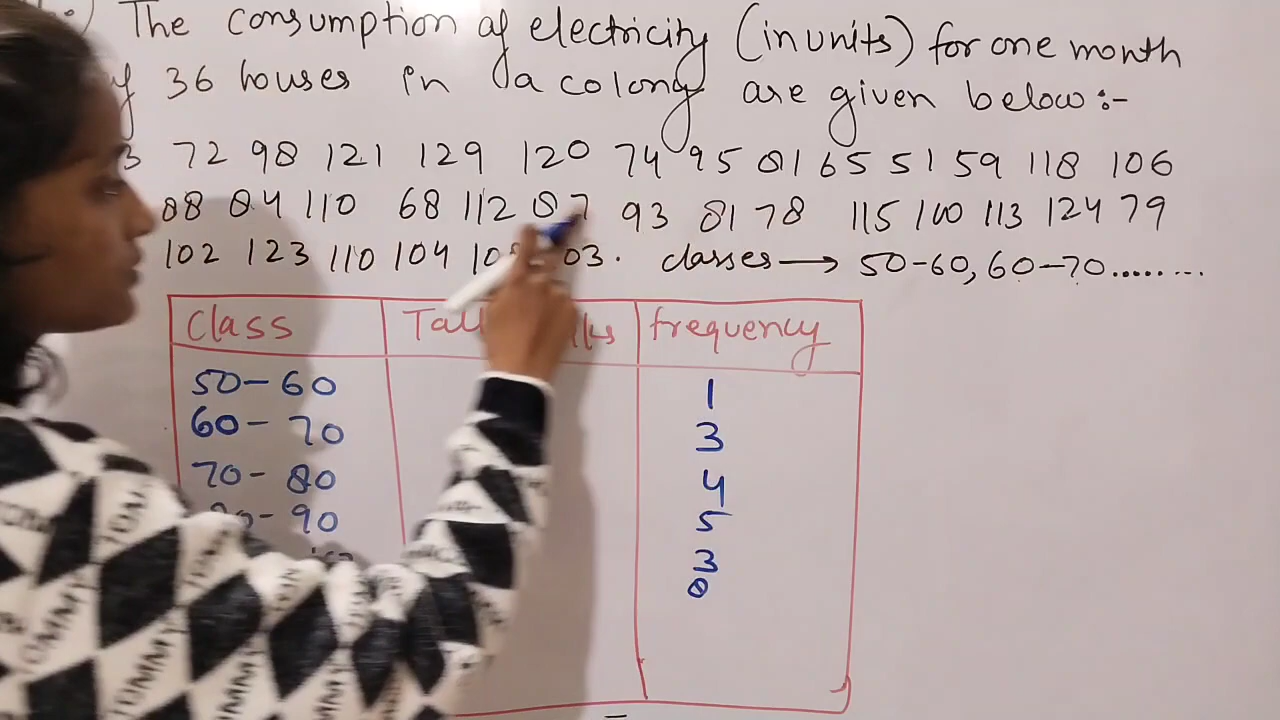 The consumption of electricity (in units) for one month
36 houses in a colony are given below:-
72 98 121 129 120 74 95 81 65 51 59 118 106
88 84 110 68 112 87 93 81 78 115 100 113 124 79
102 123 110 104 03. classes → 50-60, 60-70........
Class frequency
50-60 1
60-70 3
70-80 4
-90 5
3
0